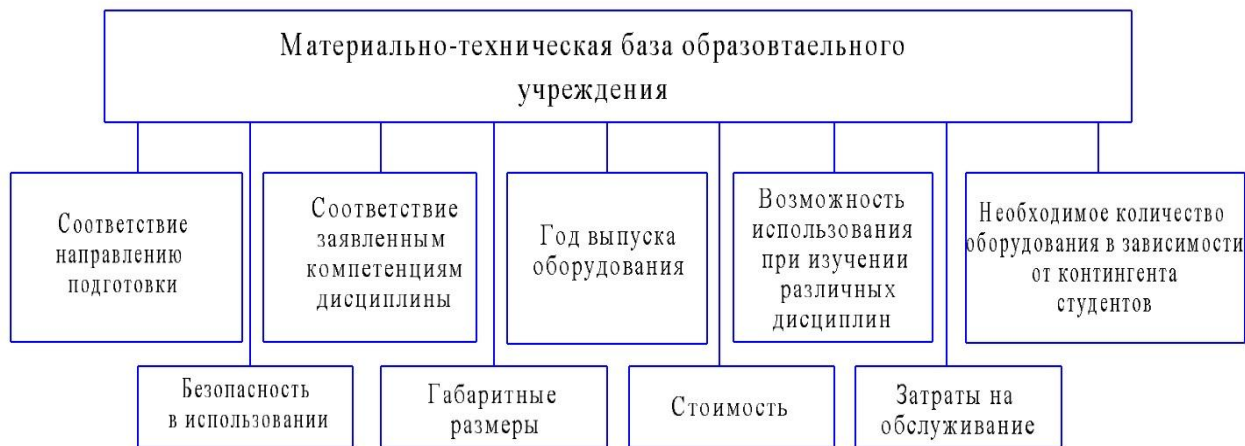 Материально-техническая база образовтаельного
учреждения
Соответствие
направлению
подготовки
Соответствие
заявленным
компетенциям
дисциплины
Год выпуска
оборудования
Возможность
использования
при изучении
различных
дисциплин
Необходимое количество
оборудования в зависимости
от контингента
студентов
Безопасность
в использовании
Габаритные
размеры
Стоимость
Затраты на
обслуживание